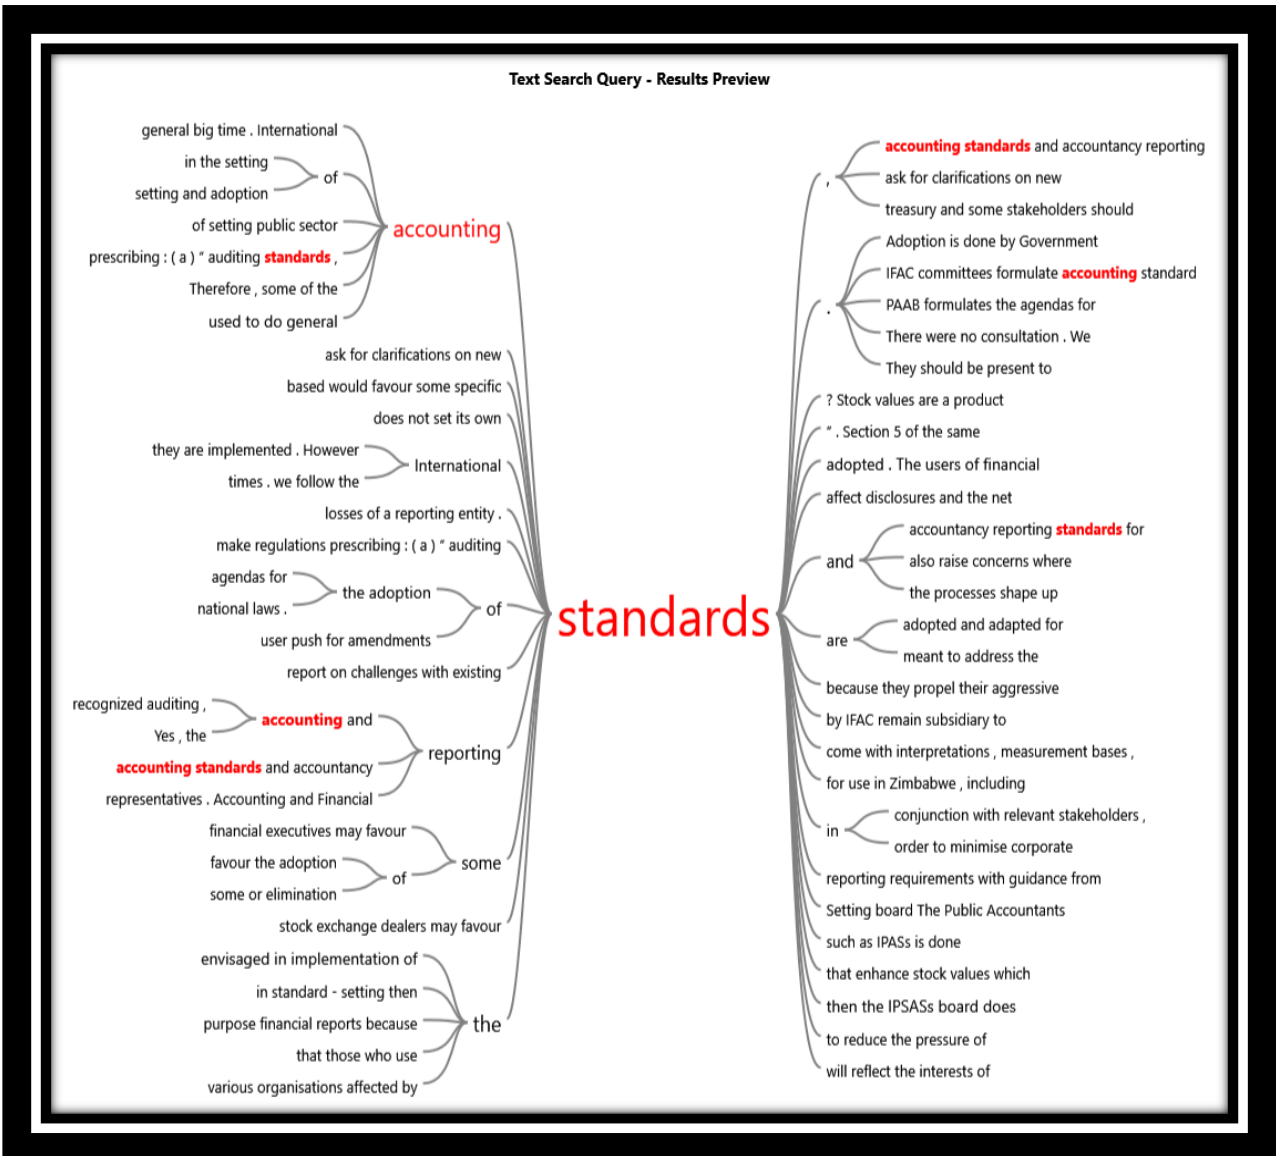 Text Search Query - Results Preview
general big time . International
in the setting
of
setting and adoption
of setting public sector
accounting
prescribing : ( a ) " auditing standards ,
Therefore , some of the
used to do general
ask for clarifications on new
based would favour some specific
does not set its own
they are implemented . However
International
times . we follow the
losses of a reporting entity .
make regulations prescribing : ( a ) " auditing
agendas for
the adoption
national laws .
of
user push for amendments
report on challenges with existing
recognized auditing ,
accounting and
Yes , the
reporting
accounting standards and accountancy
representatives . Accounting and Financial
financial executives may favour
some
favour the adoption
of
some or elimination
stock exchange dealers may favour
envisaged in implementation of
in standard - setting then
purpose financial reports because
the
that those who use
various organisations affected by
standards
,
accounting standards and accountancy reporting
ask for clarifications on new
treasury and some stakeholders should
.
Adoption is done by Government
IFAC committees formulate accounting standard
PAAB formulates the agendas for
There were no consultation . We
They should be present to
? Stock values are a product
" . Section 5 of the same
adopted . The users of financial
affect disclosures and the net
and
accountancy reporting standards for
also raise concerns where
the processes shape up
are
adopted and adapted for
meant to address the
because they propel their aggressive
by IFAC remain subsidiary to
come with interpretations , measurement bases ,
for use in Zimbabwe , including
in
conjunction with relevant stakeholders ,
order to minimise corporate
reporting requirements with guidance from
Setting board The Public Accountants
such as IPASs is done
that enhance stock values which
then the IPSASs board does
to reduce the pressure of
will reflect the interests of